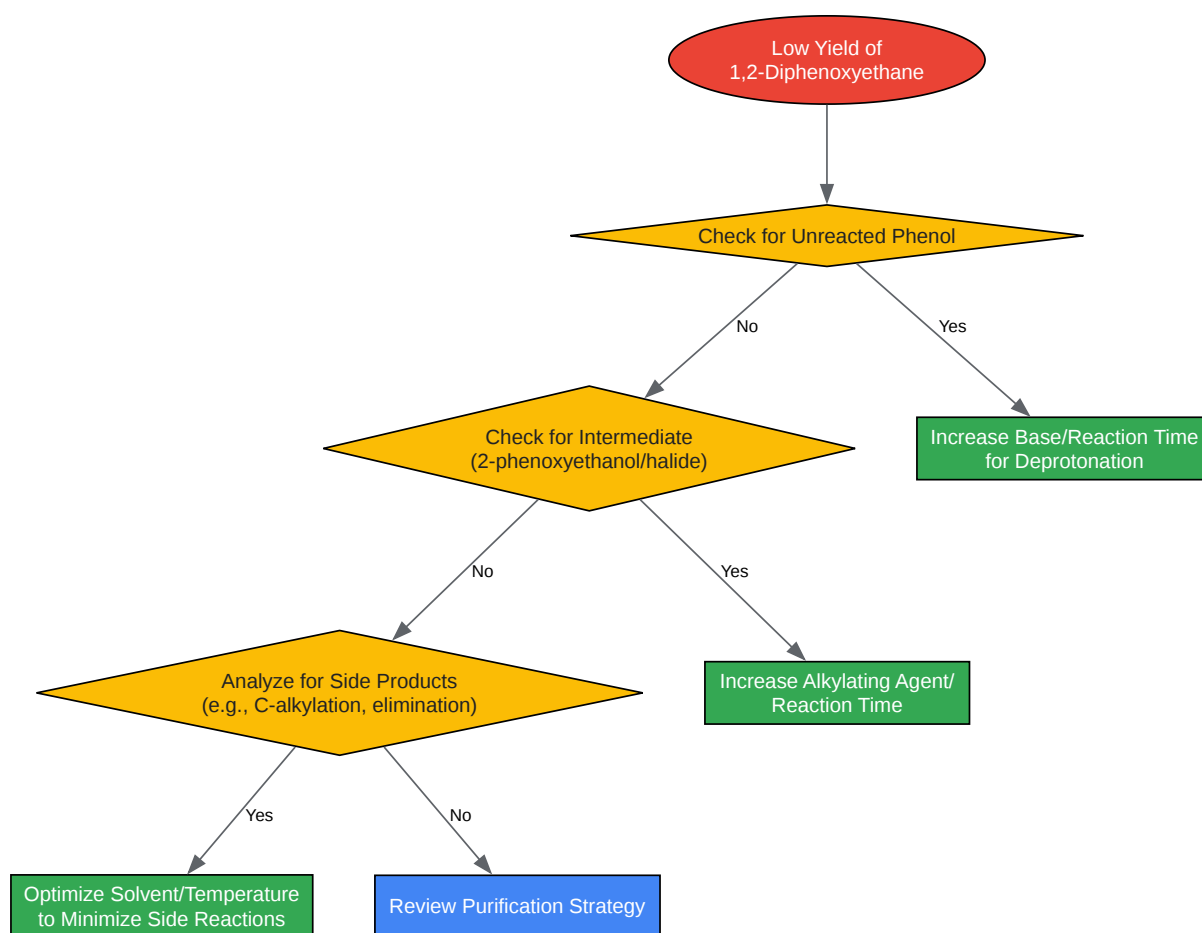 Low Yield of
1,2-Diphenoxyethane
Check for Unreacted Phenol
No
Yes
Check for Intermediate
(2-phenoxyethanol/halide)
Increase Base/Reaction Time
for Deprotonation
No
Yes
Analyze for Side Products
(e.g., C-alkylation, elimination)
Increase Alkylating Agent/
Reaction Time
Yes
No
Optimize Solvent/Temperature
to Minimize Side Reactions
Review Purification Strategy